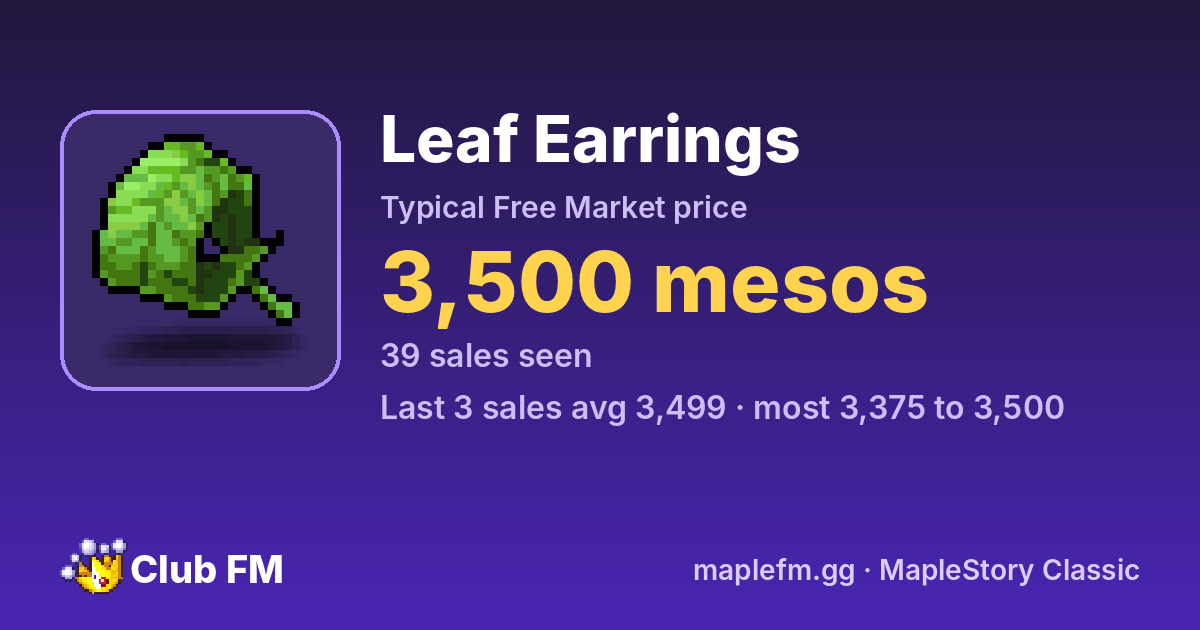 Leaf Earrings
Typical Free Market price
3,500 mesos
39 sales seen
Last 3 sales avg 3,499 · most 3,375 to 3,500
Club FM
maplefm.gg · MapleStory Classic